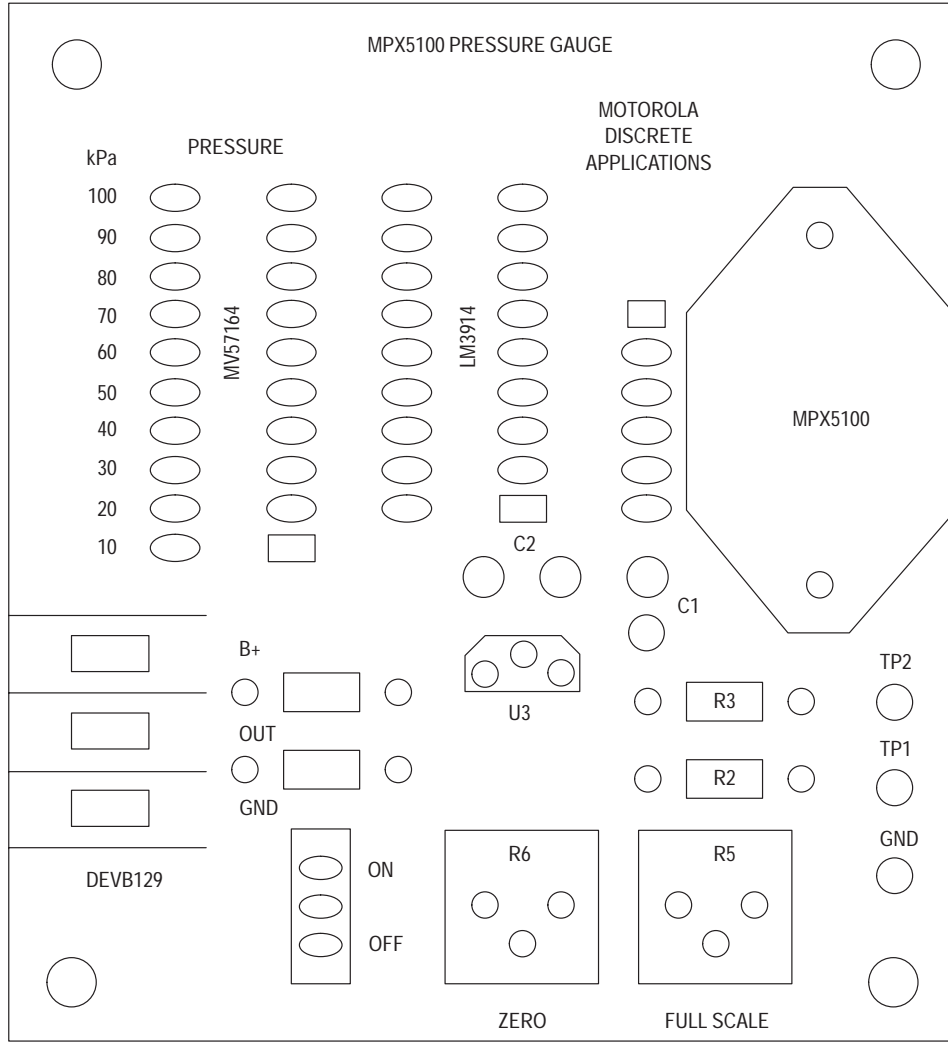 MPX5100 PRESSURE GAUGE
MOTOROLA
DISCRETE
APPLICATIONS
PRESSURE
kPa
100
90
80
70
60
50
40
30
20
10
MV57164
LM3914
MPX5100
C2
C1
U3
B+
OUT
GND
R3
R2
TP2
TP1
GND
DEVB129
ON
OFF
R6
R5
ZERO
FULL SCALE